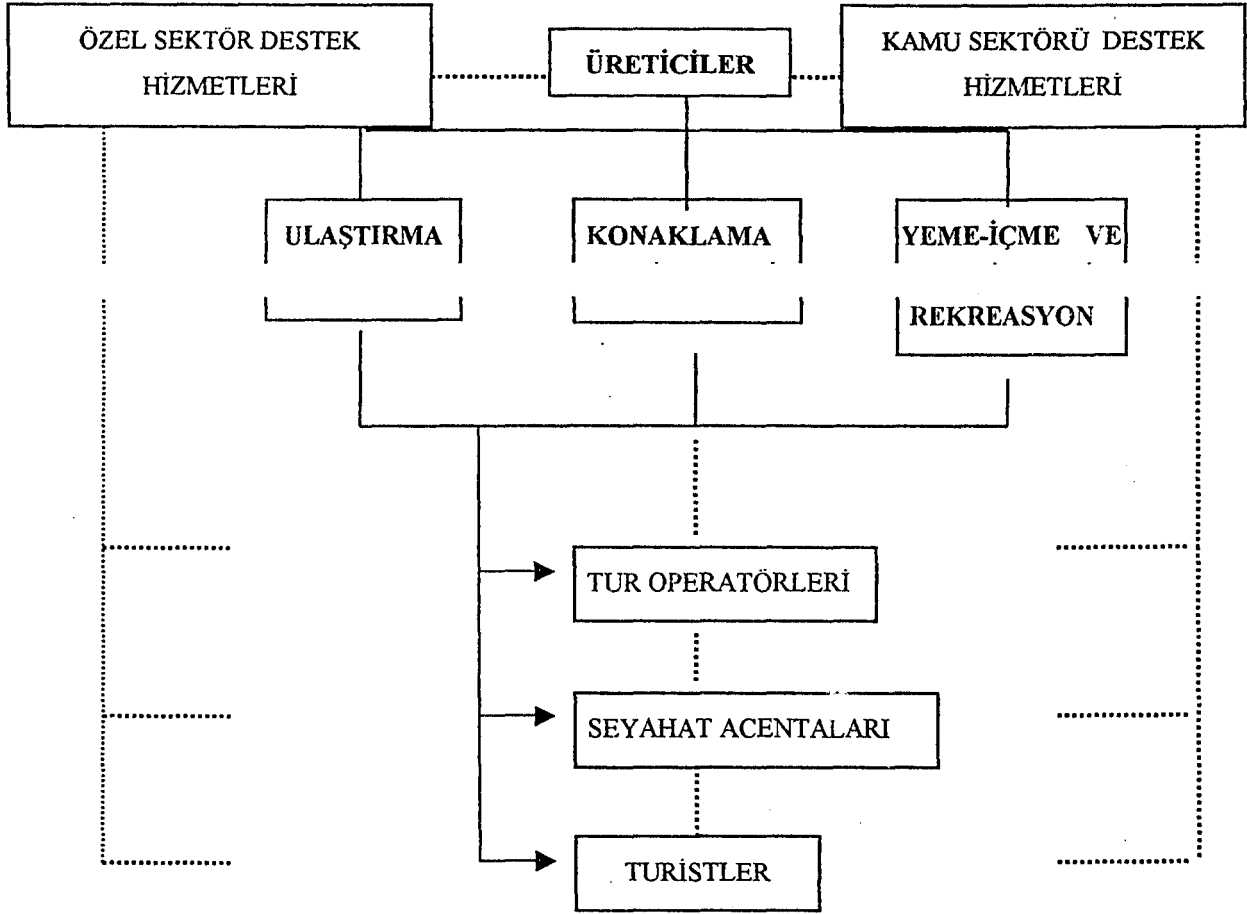 ÖZEL SEKTÖR DESTEK
HİZMETLERİ
ÜRETİCİLER
KAMU SEKTÖRÜ DESTEK
HİZMETLERİ
ULAŞTIRMA
KONAKLAMA
YEME-İÇME VE
REKREASYON
TUR OPERATÖRLERİ
SEYAHAT ACENTALARI
TURİSTLER